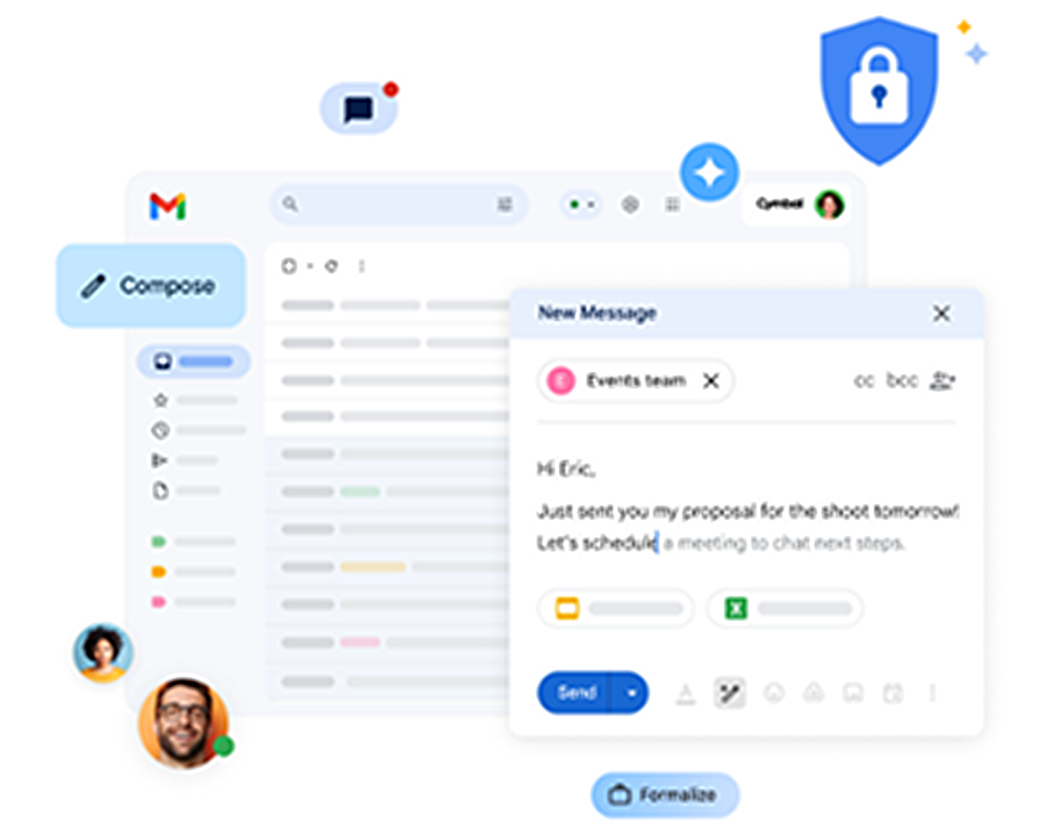 Cymbal
Compose
New Message
E Events team
cc bcc
Hi Eric,
Just sent you my proposal for the shoot tomorrow!
Let's schedule a meeting to chat next steps.
Send
Formalize